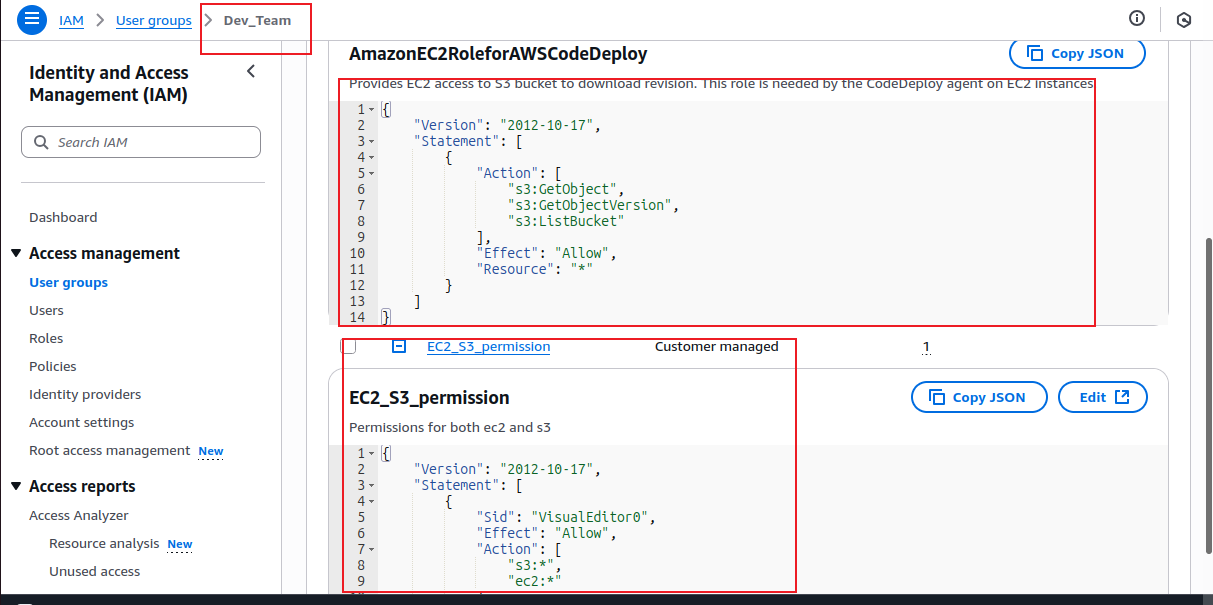 IAM > User groups > Dev_Team
Identity and Access
Management (IAM)
Search IAM
Dashboard
Access management
User groups
Users
Roles
Policies
Identity providers
Account settings
Root access management New
Access reports
Access Analyzer
Resource analysis New
Unused access
AmazonEC2RoleforAWSCodeDeploy
Copy JSON
Provides EC2 access to S3 bucket to download revision. This role is needed by the CodeDeploy agent on EC2 instances
1 {
2 "Version": "2012-10-17",
3 "Statement": [
4 {
5 "Action": [
6 "s3:GetObject",
7 "s3:GetObjectVersion",
8 "s3:ListBucket"
9 ],
10 "Effect": "Allow",
11 "Resource": "*"
12 }
13 ]
14 }
EC2_S3_permission Customer managed 1
EC2_S3_permission
Copy JSON
Edit
Permissions for both ec2 and s3
1 {
2 "Version": "2012-10-17",
3 "Statement": [
4 {
5 "Sid": "VisualEditor0",
6 "Effect": "Allow",
7 "Action": [
8 "s3:*",
9 "ec2:*"